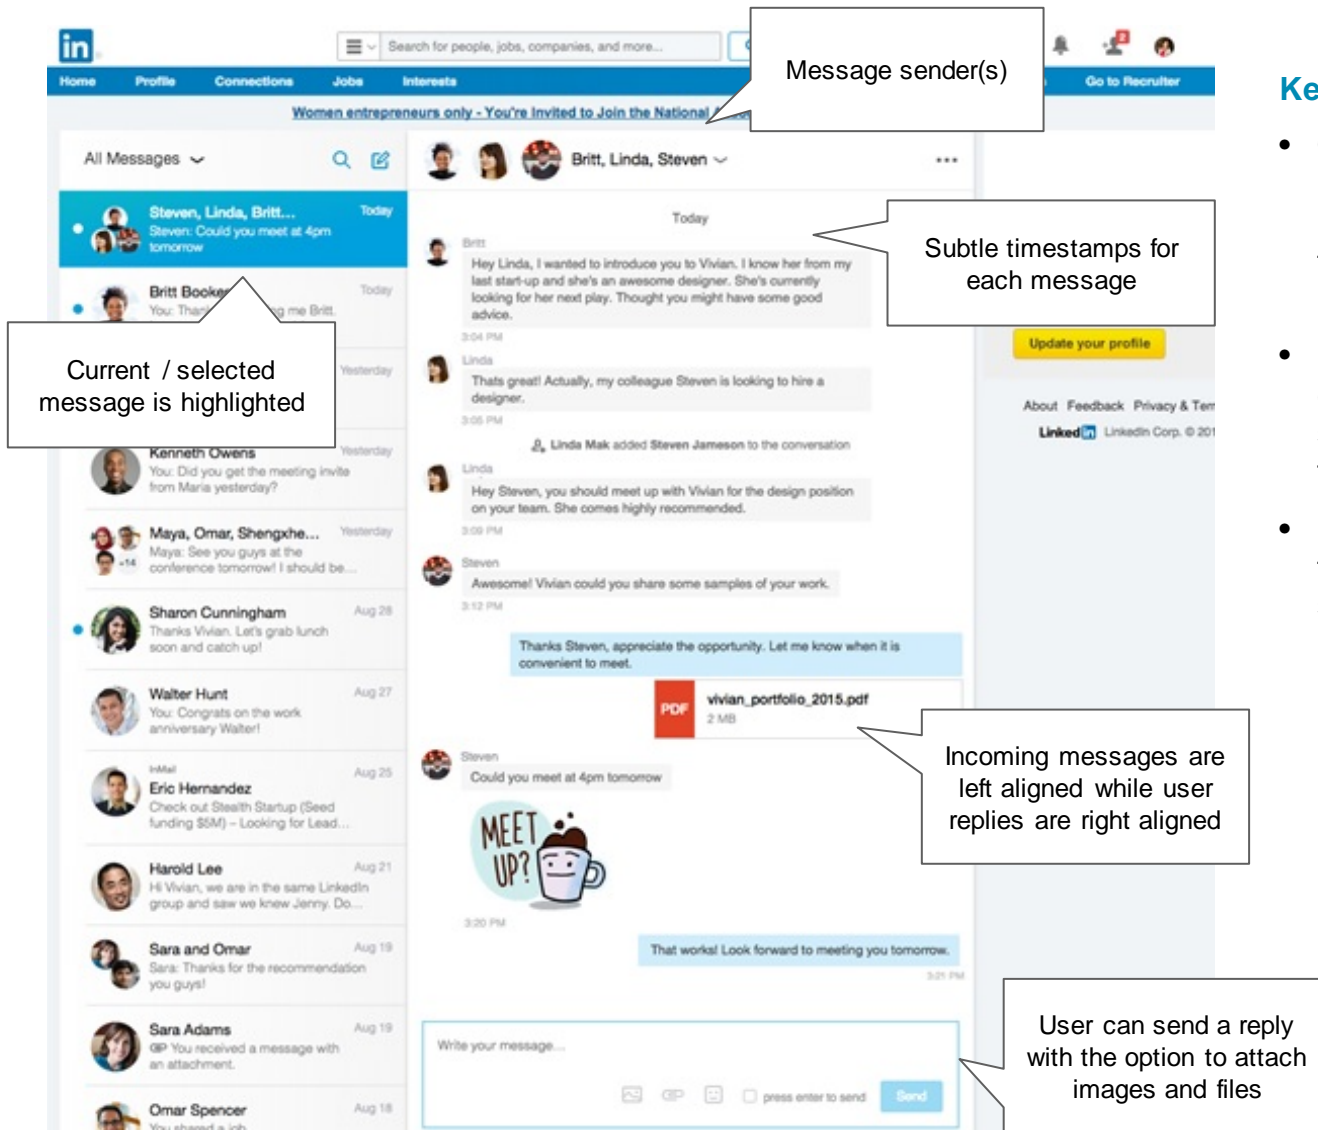 in
Search for people, jobs, companies, and more...
2
Home Profile Connections Jobs Interests Go to Recruiter
Women entrepreneurs only - You're Invited to Join the National
Message sender(s)
Ke
All Messages
Britt, Linda, Steven
Steven, Linda, Britt... Today
Steven: Could you meet at 4pm
tomorrow
Britt Booker Today
You: me Britt.
Current / selected
message is highlighted
Yesterday
Kenneth Owens Yesterday
You: Did you get the meeting invite
from Maria yesterday?
Maya, Omar, Shengxhe... Yesterday
Maya: See you guys at the
conference tomorrow! I should be...
+14
Sharon Cunningham Aug 28
Thanks Vivian. Let's grab lunch
soon and catch up!
Walter Hunt Aug 27
You: Congrats on the work
anniversary Walter!
InMail
Eric Hernandez Aug 25
Check out Stealth Startup (Seed
funding $5M) – Looking for Lead...
Harold Lee Aug 21
Hi Vivian, we are in the same LinkedIn
group and saw we knew Jenny. Do...
Sara and Omar Aug 19
Sara: Thanks for the recommendation
you guys!
Sara Adams Aug 19
You received a message with
an attachment.
Omar Spencer Aug 18
You shared a job
Today
Britt
Hey Linda, I wanted to introduce you to Vivian. I know her from my
last start-up and she's an awesome designer. She's currently
looking for her next play. Thought you might have some good
advice.
3:04 PM
Linda
Thats great! Actually, my colleague Steven is looking to hire a
designer.
3:05 PM
Linda Mak added Steven Jameson to the conversation
Linda
Hey Steven, you should meet up with Vivian for the design position
on your team. She comes highly recommended.
3:09 PM
Steven
Awesome! Vivian could you share some samples of your work.
3:12 PM
Thanks Steven, appreciate the opportunity. Let me know when it is
convenient to meet.
PDF
vivian_portfolio_2015.pdf
2 MB
Steven
Could you meet at 4pm tomorrow
MEET
UP?
3:20 PM
That works! Look forward to meeting you tomorrow.
3:21 PM
Write your message...
press enter to send Send
Subtle timestamps for
each message
Update your profile
About Feedback Privacy & Ter
Linkedin LinkedIn Corp. © 201
Incoming messages are
left aligned while user
replies are right aligned
User can send a reply
with the option to attach
images and files